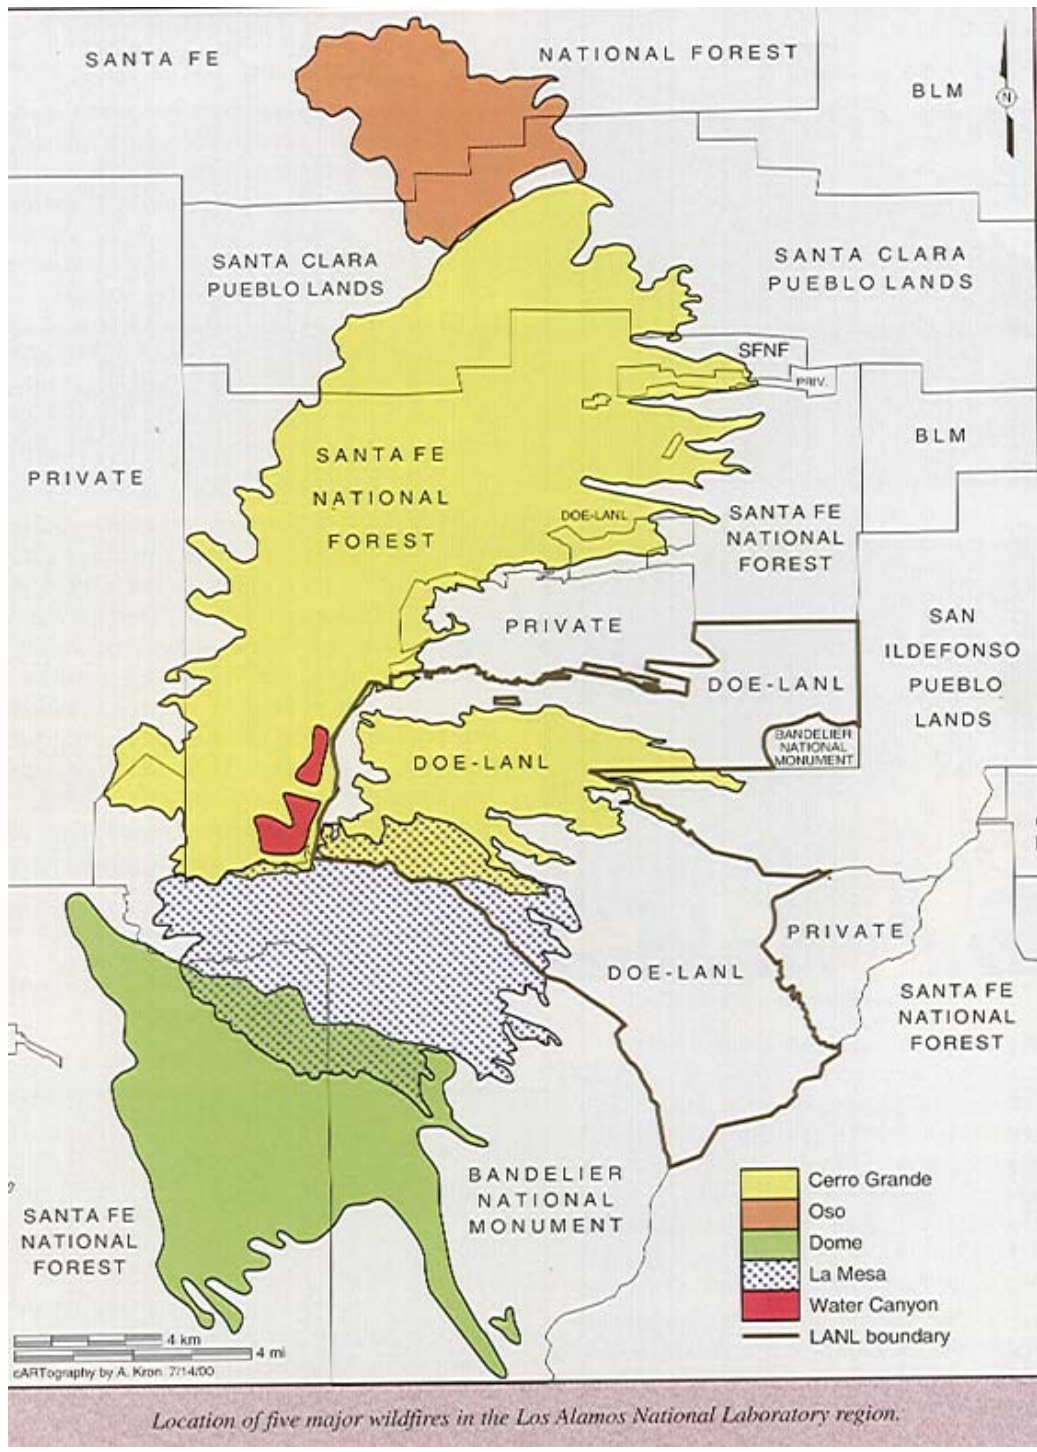 SANTA FE
NATIONAL FOREST
BLM
N
SANTA CLARA
PUEBLO LANDS
SANTA CLARA
PUEBLO LANDS
SFNF
PRIV.
BLM
PRIVATE
SANTA FE
NATIONAL
FOREST
DOE-LANL
SANTA FE
NATIONAL
FOREST
PRIVATE
SAN
ILDEFONSO
PUEBLO
LANDS
DOE-LANL
BANDELIER
NATIONAL
MONUMENT
DOE-LANL
PRIVATE
DOE-LANL
SANTA FE
NATIONAL
FOREST
BANDELIER
NATIONAL
MONUMENT
SANTA FE
NATIONAL
FOREST
Cerro Grande
Oso
Dome
La Mesa
Water Canyon
LANL boundary
4 km
4 mi
cARTography by A. Kron 7/14/00
Location of five major wildfires in the Los Alamos National Laboratory region.